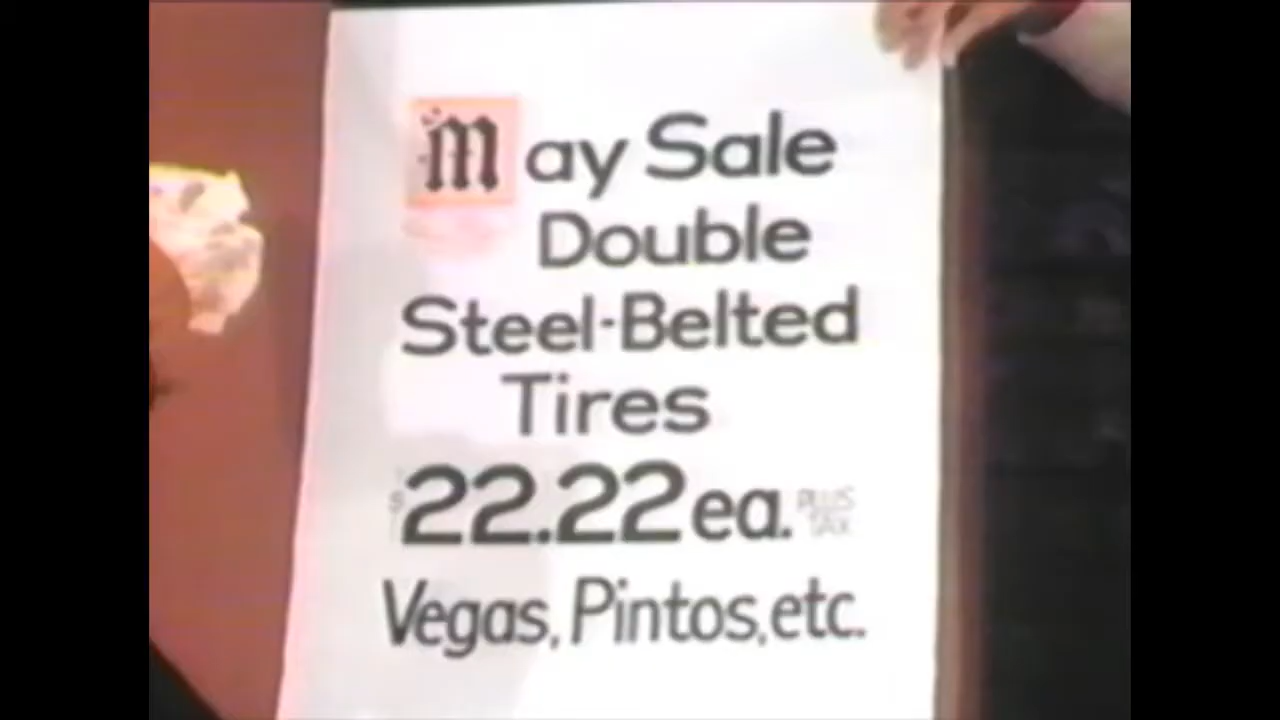 May Sale
Double
Steel-Belted
Tires
$22.22 ea. PLUS TAX
Vegas, Pintos, etc.